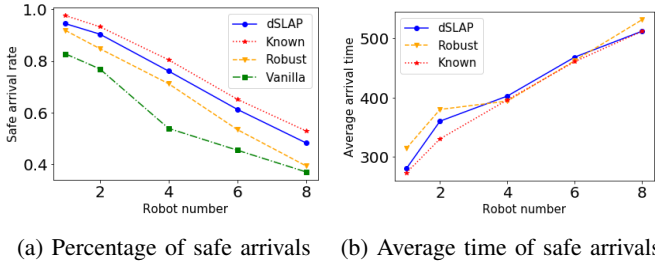 1.0
0.8
0.6
0.4
2
4
6
8
Safe arrival rate
Robot number
dSLAP
Known
Robust
Vanilla
500
400
300
2
4
6
8
Average arrival time
Robot number
dSLAP
Robust
Known
(a) Percentage of safe arrivals
(b) Average time of safe arrivals